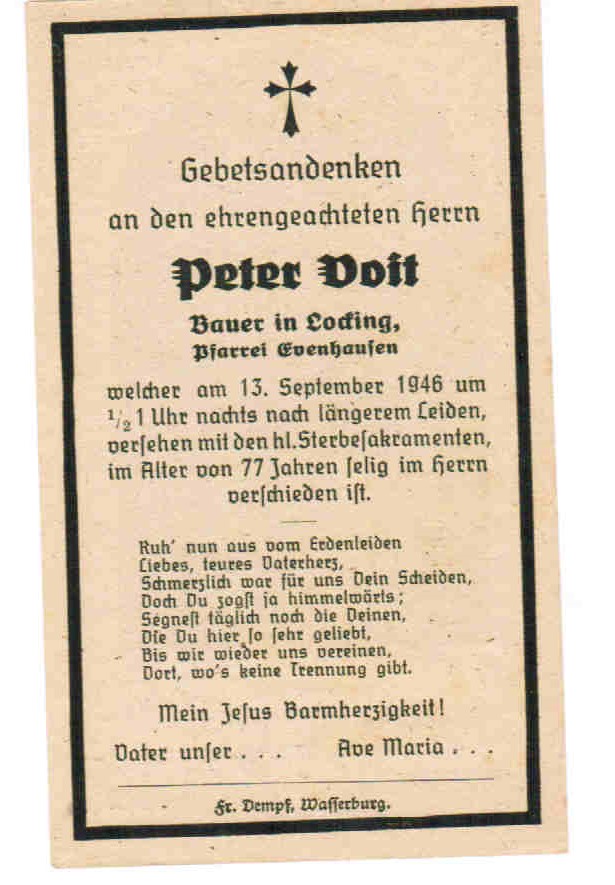 Gebetsandenken
an den ehrengeachteten Herrn
Peter Voit
Bauer in Locking,
Pfarrei Evenhausen
welcher am 13. September 1946 um
1/2 1 Uhr nachts nach längerem Leiden,
versehen mit den hl. Sterbesakramenten,
im Alter von 77 Jahren selig im Herrn
verschieden ist.
Ruh' nun aus vom Erdenleiden
Liebes, teures Vaterherz,
Schmerzlich war für uns Dein Scheiden,
Doch Du zogst ja himmelwärts;
Segnest täglich noch die Deinen,
Die Du hier so sehr geliebt,
Bis wir wieder uns vereinen,
Dort, wo's keine Trennung gibt.
Mein Jesus Barmherzigkeit!
Vater unser . . . Ave Maria . . .
Fr. Dempf, Wasserburg.